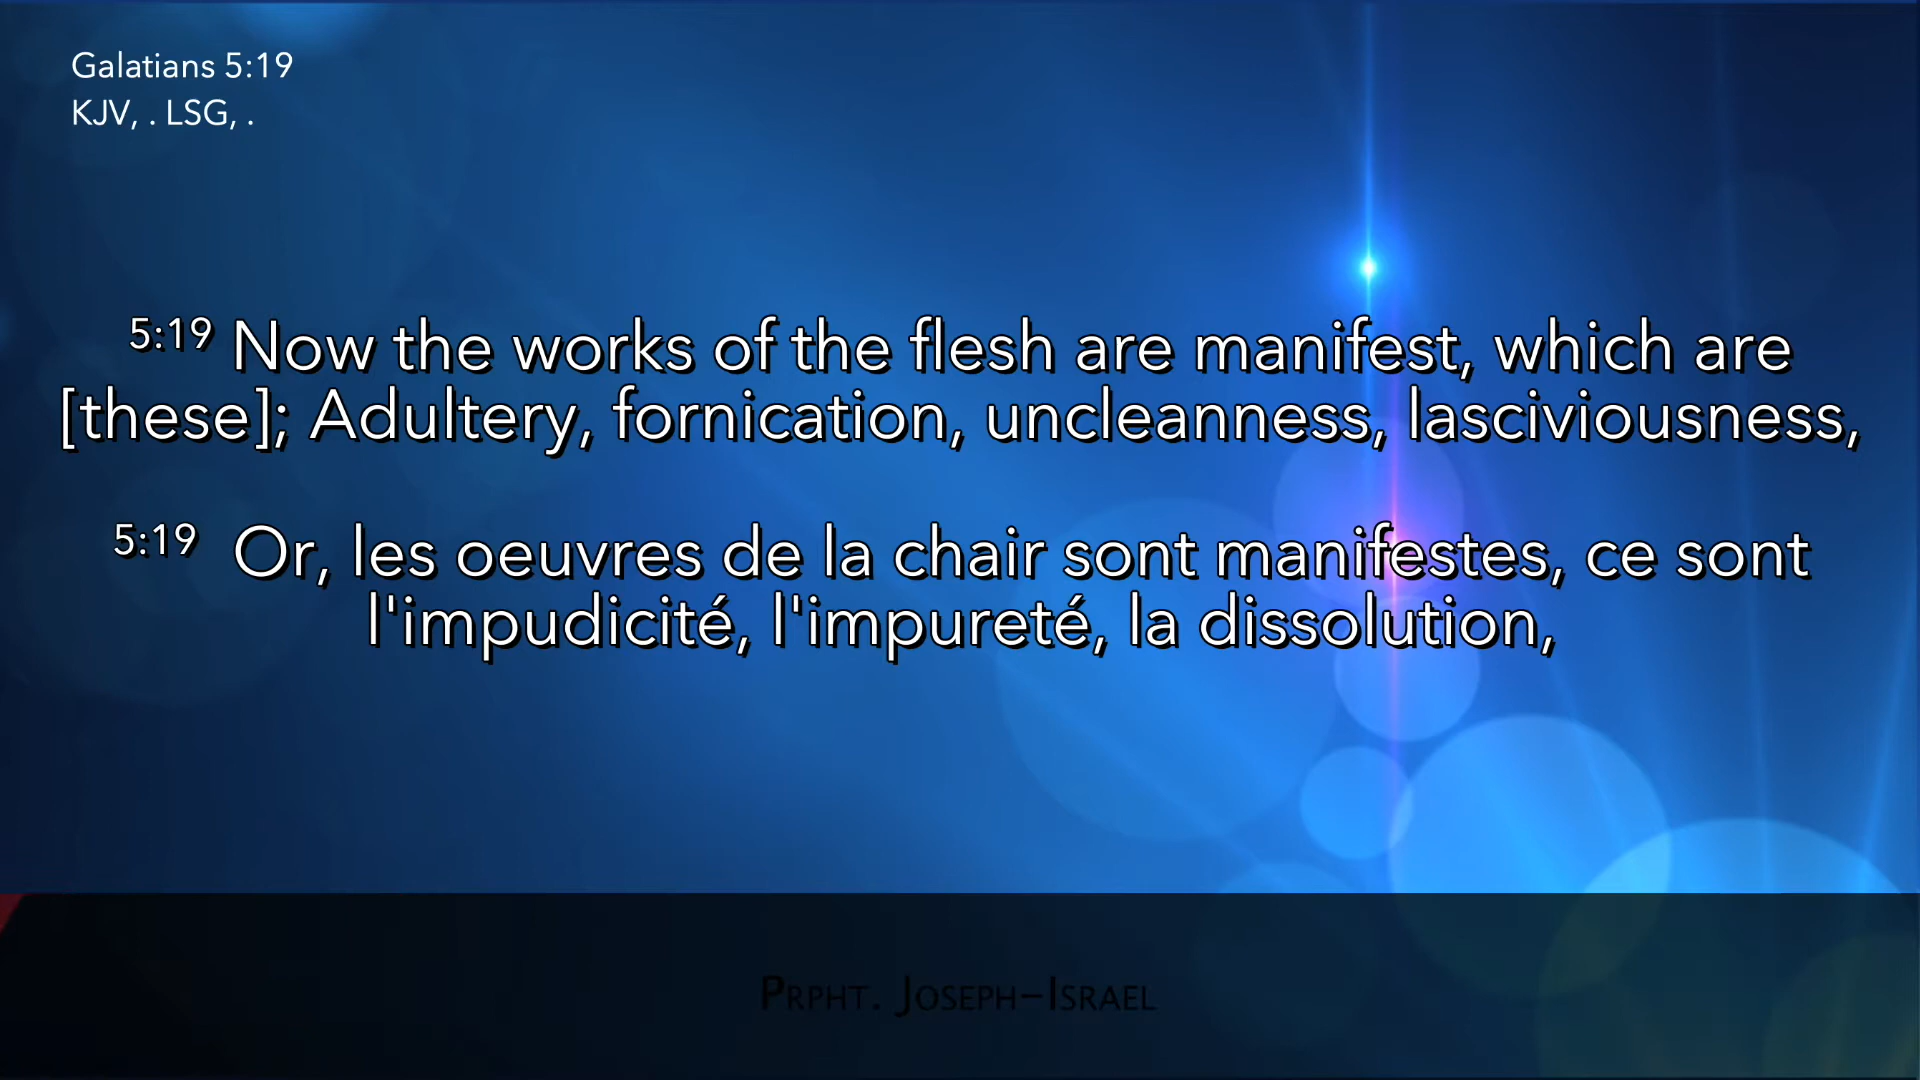 Galatians 5:19
KJV, . LSG, .
5:19 Now the works of the flesh are manifest, which are
[these]; Adultery, fornication, uncleanness, lasciviousness,
5:19 Or, les oeuvres de la chair sont manifestes, ce sont
l'impudicité, l'impureté, la dissolution,
Prpht. Joseph-Israel